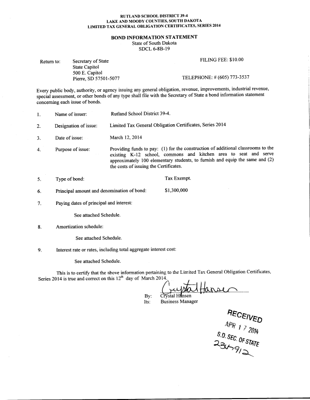 RUTLAND SCHOOL DISTRICT 39-4
LAKE AND MOODY COUNTIES, SOUTH DAKOTA
LIMITED TAX GENERAL OBLIGATION CERTIFICATES, SERIES 2014
BOND INFORMATION STATEMENT
State of South Dakota
SDCL 6-8B-19
Return to: Secretary of State FILING FEE: $10.00
State Capitol
500 E. Capitol
Pierre, SD 57501-5077 TELEPHONE: # (605) 773-3537
Every public body, authority, or agency issuing any general obligation, revenue, improvements, industrial revenue,
special assessment, or other bonds of any type shall file with the Secretary of State a bond information statement
concerning each issue of bonds.
1. Name of issuer: Rutland School District 39-4.
2. Designation of issue: Limited Tax General Obligation Certificates, Series 2014
3. Date of issue: March 12, 2014
4. Purpose of issue: Providing funds to pay: (1) for the construction of additional classrooms to the
existing K-12 school, commons and kitchen area to seat and serve
approximately 100 elementary students, to furnish and equip the same and (2)
the costs of issuing the Certificates.
5. Type of bond: Tax Exempt.
6. Principal amount and denomination of bond: $1,300,000
7. Paying dates of principal and interest:
See attached Schedule.
8. Amortization schedule:
See attached Schedule.
9. Interest rate or rates, including total aggregate interest cost:
See attached Schedule.
This is to certify that the above information pertaining to the Limited Tax General Obligation Certificates,
Series 2014 is true and correct on this 12th day of March 2014.
Crystal Hansen
By: Crystal Hansen
Its: Business Manager
RECEIVED
APR 17 2014
S.D. SEC. OF STATE